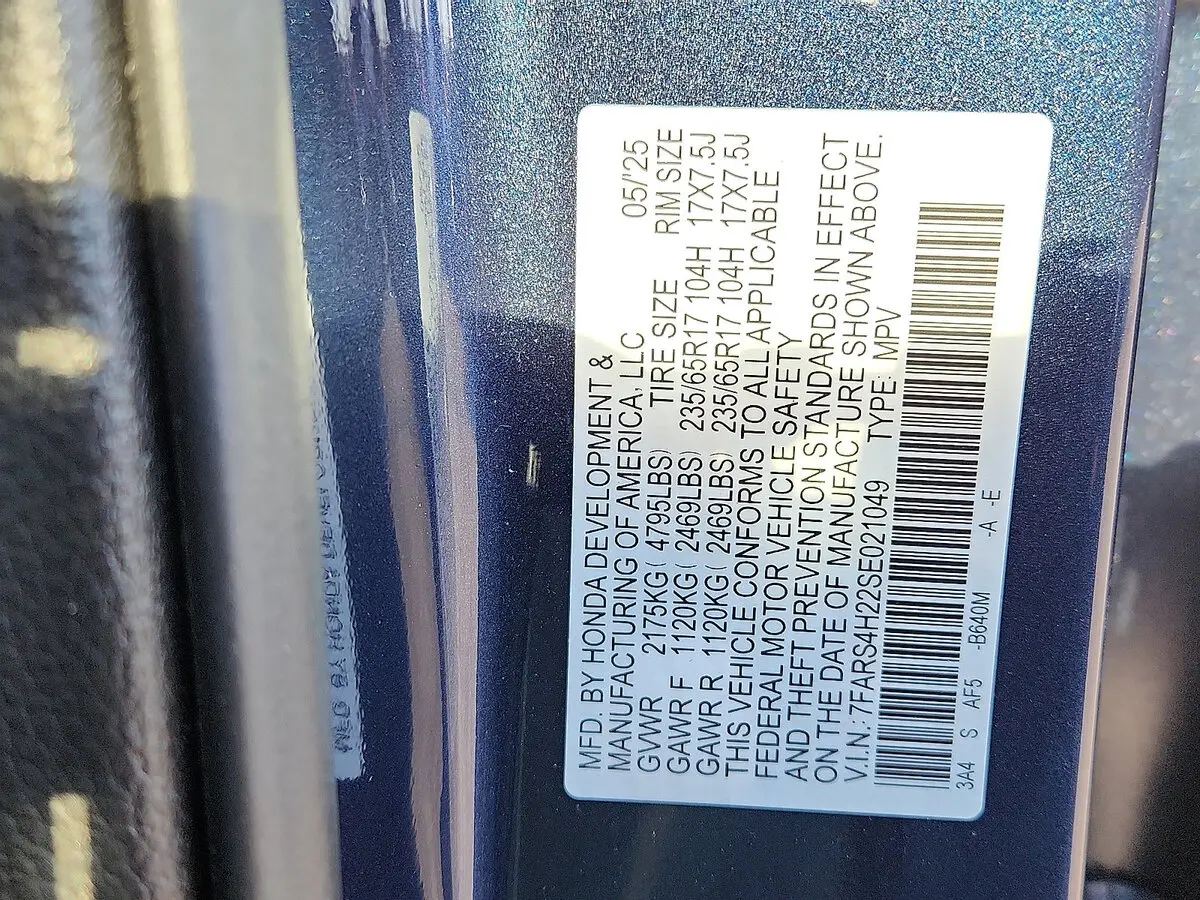 MFD. BY HONDA DEVELOPMENT &
MANUFACTURING OF AMERICA, LLC 05/'25
GVWR 2175KG( 4795LBS) TIRE SIZE RIM SIZE
GAWR F 1120KG( 2469LBS) 235/65R17 104H 17X7.5J
GAWR R 1120KG( 2469LBS) 235/65R17 104H 17X7.5J
THIS VEHICLE CONFORMS TO ALL APPLICABLE
FEDERAL MOTOR VEHICLE SAFETY
AND THEFT PREVENTION STANDARDS IN EFFECT
ON THE DATE OF MANUFACTURE SHOWN ABOVE.
V.I.N.: 7FARS4H22SE021049 TYPE: MPV
3A4 S AF5 -B640M -A -E